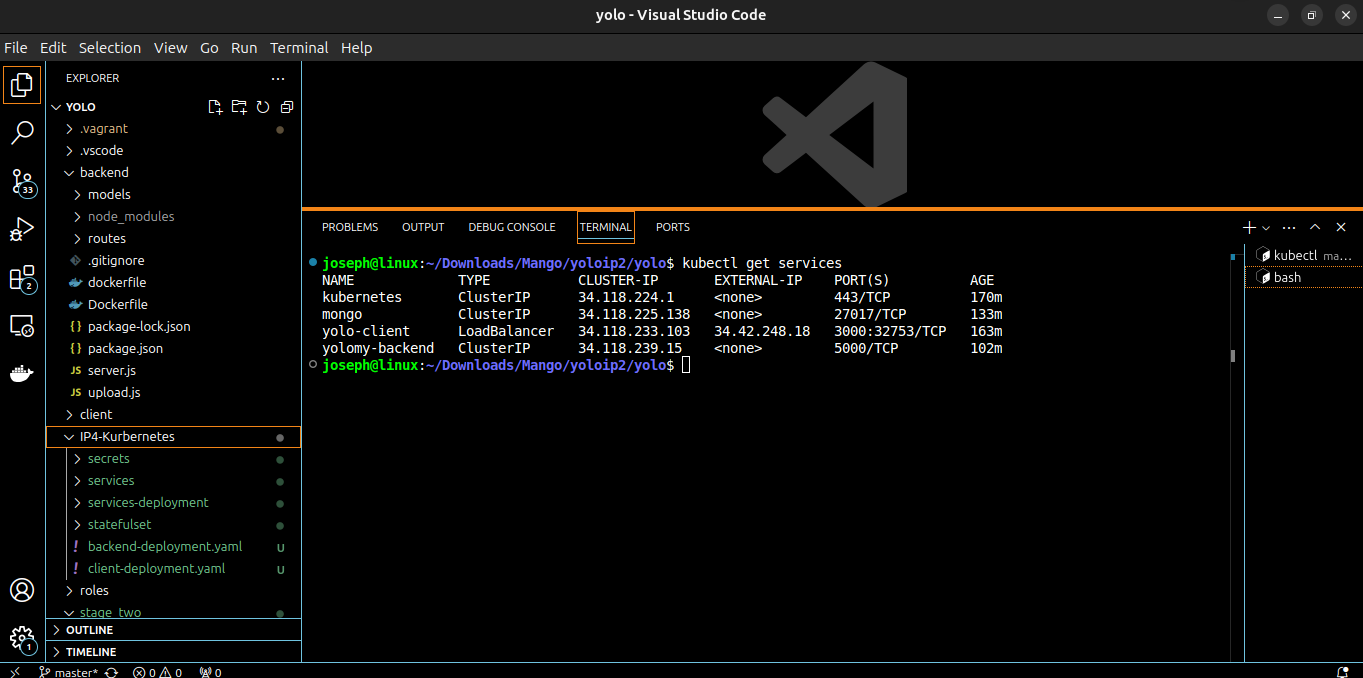 yolo - Visual Studio Code
File Edit Selection View Go Run Terminal Help
EXPLORER
YOLO
.vagrant
.vscode
backend
models
node_modules
routes
.gitignore
dockerfile
Dockerfile
{} package-lock.json
{} package.json
JS server.js
JS upload.js
client
IP4-Kurbernetes
secrets
services
services-deployment
statefulset
! backend-deployment.yaml U
! client-deployment.yaml U
roles
stage_two
OUTLINE
TIMELINE
33
2
1
PROBLEMS OUTPUT DEBUG CONSOLE TERMINAL PORTS
joseph@linux:~/Downloads/Mango/yoloip2/yolo$ kubectl get services
NAME TYPE CLUSTER-IP EXTERNAL-IP PORT(S) AGE
kubernetes ClusterIP 34.118.224.1 <none> 443/TCP 170m
mongo ClusterIP 34.118.225.138 <none> 27017/TCP 133m
yolo-client LoadBalancer 34.118.233.103 34.42.248.18 3000:32753/TCP 163m
yolomy-backend ClusterIP 34.118.239.15 <none> 5000/TCP 102m
joseph@linux:~/Downloads/Mango/yoloip2/yolo$
kubectl ma...
bash
master* 0 0 0